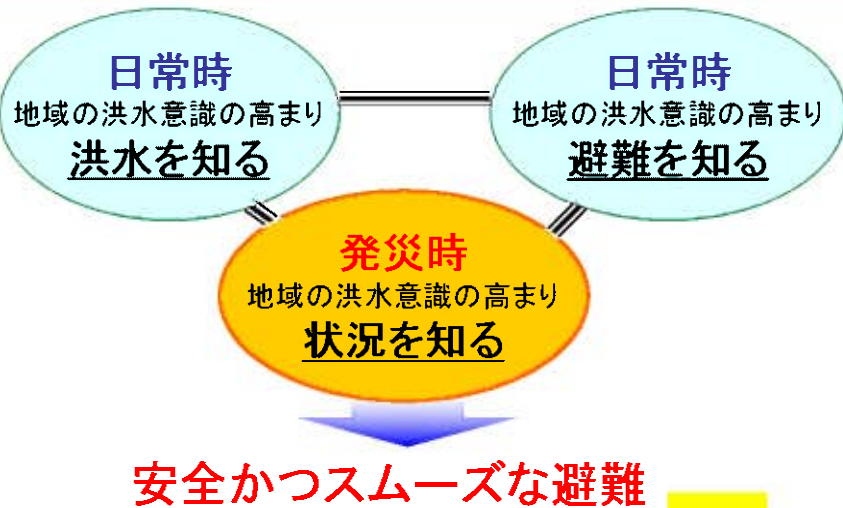 日常時
地域の洪水意識の高まり
洪水を知る
日常時
地域の洪水意識の高まり
避難を知る
発災時
地域の洪水意識の高まり
状況を知る
安全かつスムーズな避難